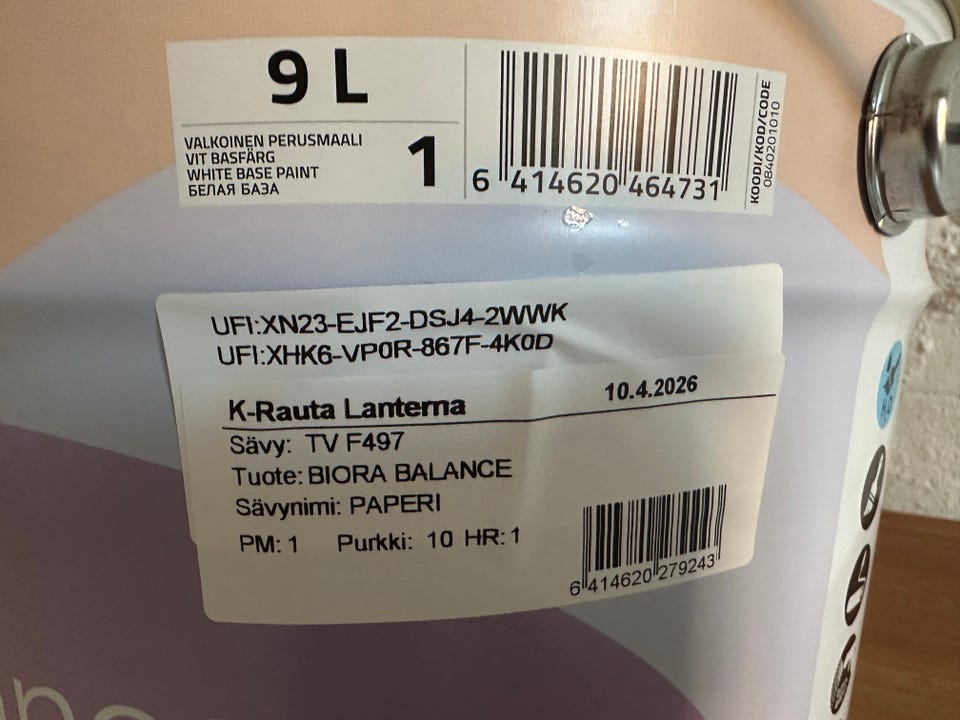 9 L
VALKOINEN PERUSMAALI
VIT BASFÄRG
WHITE BASE PAINT
БЕЛАЯ БАЗА
1
6 414620 464731
KOODI/KOD/CODE
0840201010
UFI:XN23-EJF2-DSJ4-2WWK
UFI:XHK6-VP0R-867F-4K0D
K-Rauta Lanterna 10.4.2026
Sävy: TV F497
Tuote: BIORA BALANCE
Sävynimi: PAPERI
PM: 1 Purkki: 10 HR: 1
6 414620 279243